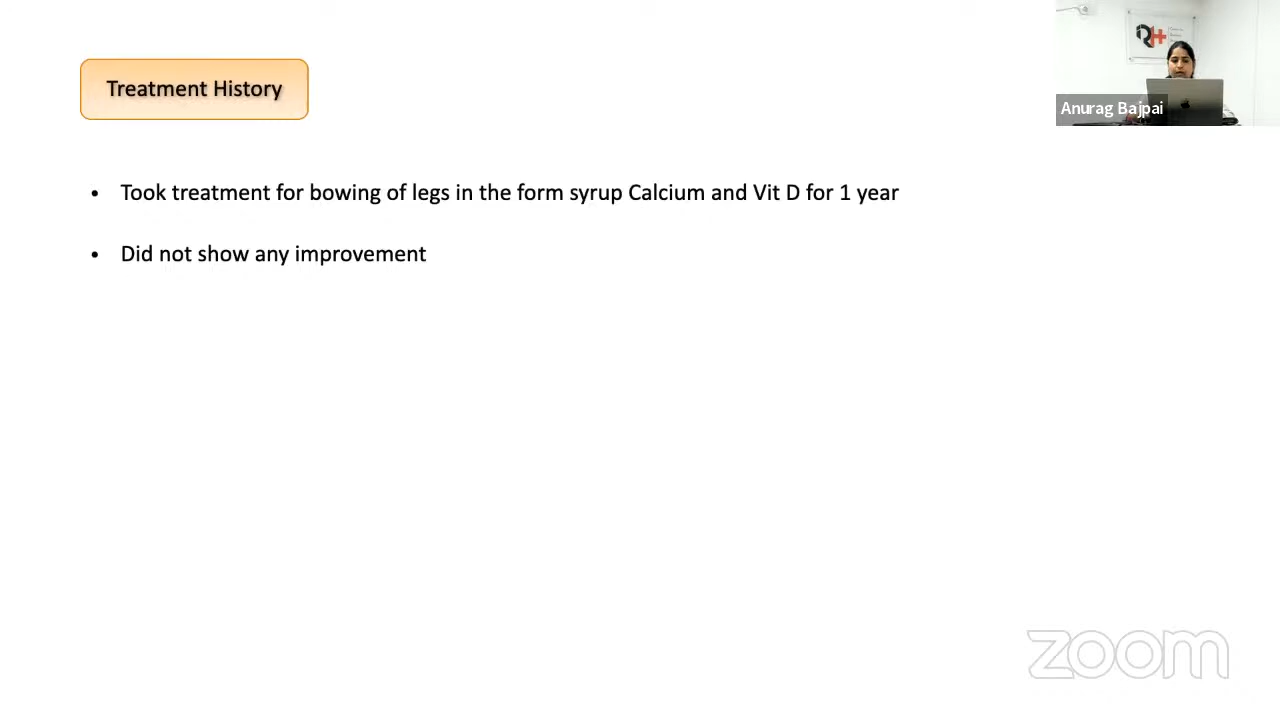 Treatment History
Anurag Bajpai
• Took treatment for bowing of legs in the form syrup Calcium and Vit D for 1 year
• Did not show any improvement
zoom